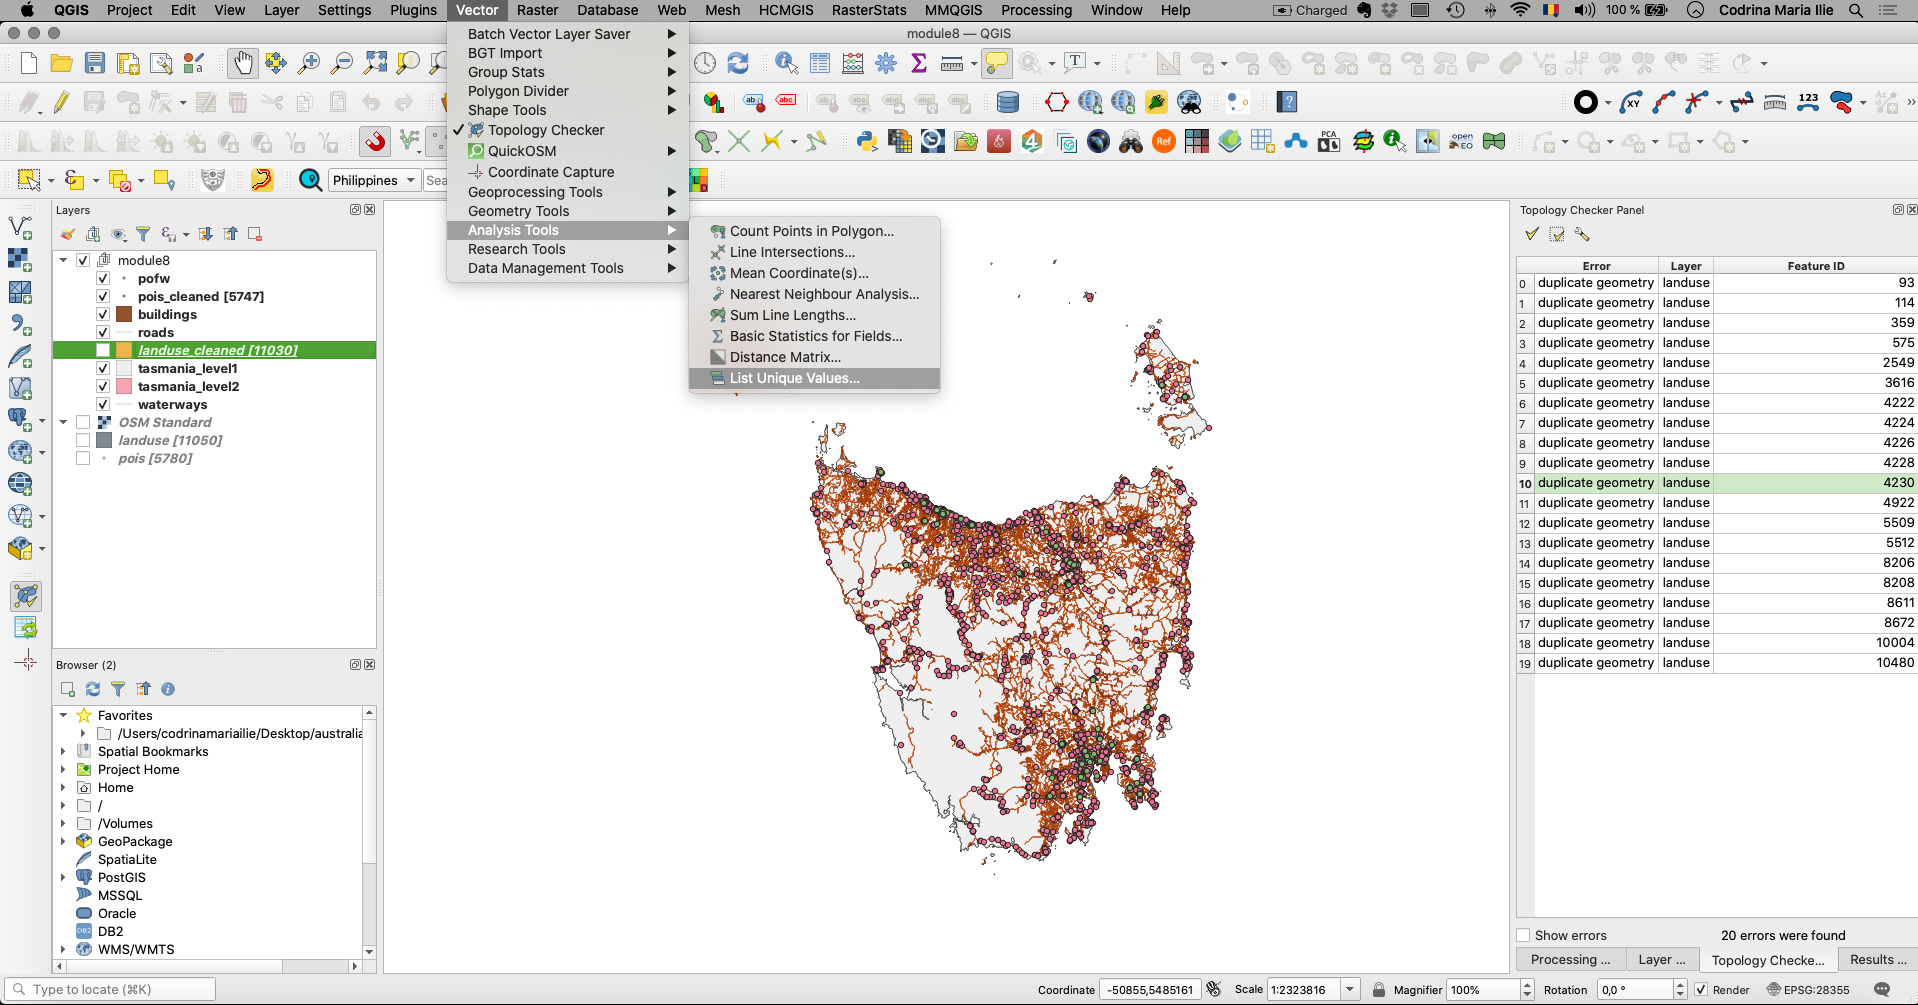 QGIS Project Edit View Layer Settings Plugins Vector Raster Database Web Mesh HCMGIS RasterStats MMQGIS Processing Window Help Charged 100 % Codrina Maria Ilie
module8 — QGIS
Batch Vector Layer Saver
BGT Import
Group Stats
Polygon Divider
Shape Tools
Topology Checker
QuickOSM
Coordinate Capture
Geoprocessing Tools
Geometry Tools
Analysis Tools
Research Tools
Data Management Tools
Count Points in Polygon...
Line Intersections...
Mean Coordinate(s)...
Nearest Neighbour Analysis...
Sum Line Lengths...
Basic Statistics for Fields...
Distance Matrix...
List Unique Values...
abc abc 123
Ref PCA open EO
Philippines Sea
Layers
module8
pofw
pois_cleaned [5747]
buildings
roads
landuse_cleaned [11030]
tasmania_level1
tasmania_level2
waterways
OSM Standard
landuse [11050]
pois [5780]
Browser (2)
Favorites
/Users/codrinamariailie/Desktop/australia
Spatial Bookmarks
Project Home
Home
/
/Volumes
GeoPackage
SpatiaLite
PostGIS
MSSQL
Oracle
DB2 DB2
WMS/WMTS
Topology Checker Panel
Error Layer Feature ID
0 duplicate geometry landuse 93
1 duplicate geometry landuse 114
2 duplicate geometry landuse 359
3 duplicate geometry landuse 575
4 duplicate geometry landuse 2549
5 duplicate geometry landuse 3616
6 duplicate geometry landuse 4222
7 duplicate geometry landuse 4224
8 duplicate geometry landuse 4226
9 duplicate geometry landuse 4228
10 duplicate geometry landuse 4230
11 duplicate geometry landuse 4922
12 duplicate geometry landuse 5509
13 duplicate geometry landuse 5512
14 duplicate geometry landuse 8206
15 duplicate geometry landuse 8208
16 duplicate geometry landuse 8611
17 duplicate geometry landuse 8672
18 duplicate geometry landuse 10004
19 duplicate geometry landuse 10480
Show errors 20 errors were found
Processing ... Layer ... Topology Checke... Results ...
Type to locate (⌘K) Coordinate -50855,5485161 Scale 1:2323816 Magnifier 100% Rotation 0,0 ° Render EPSG:28355